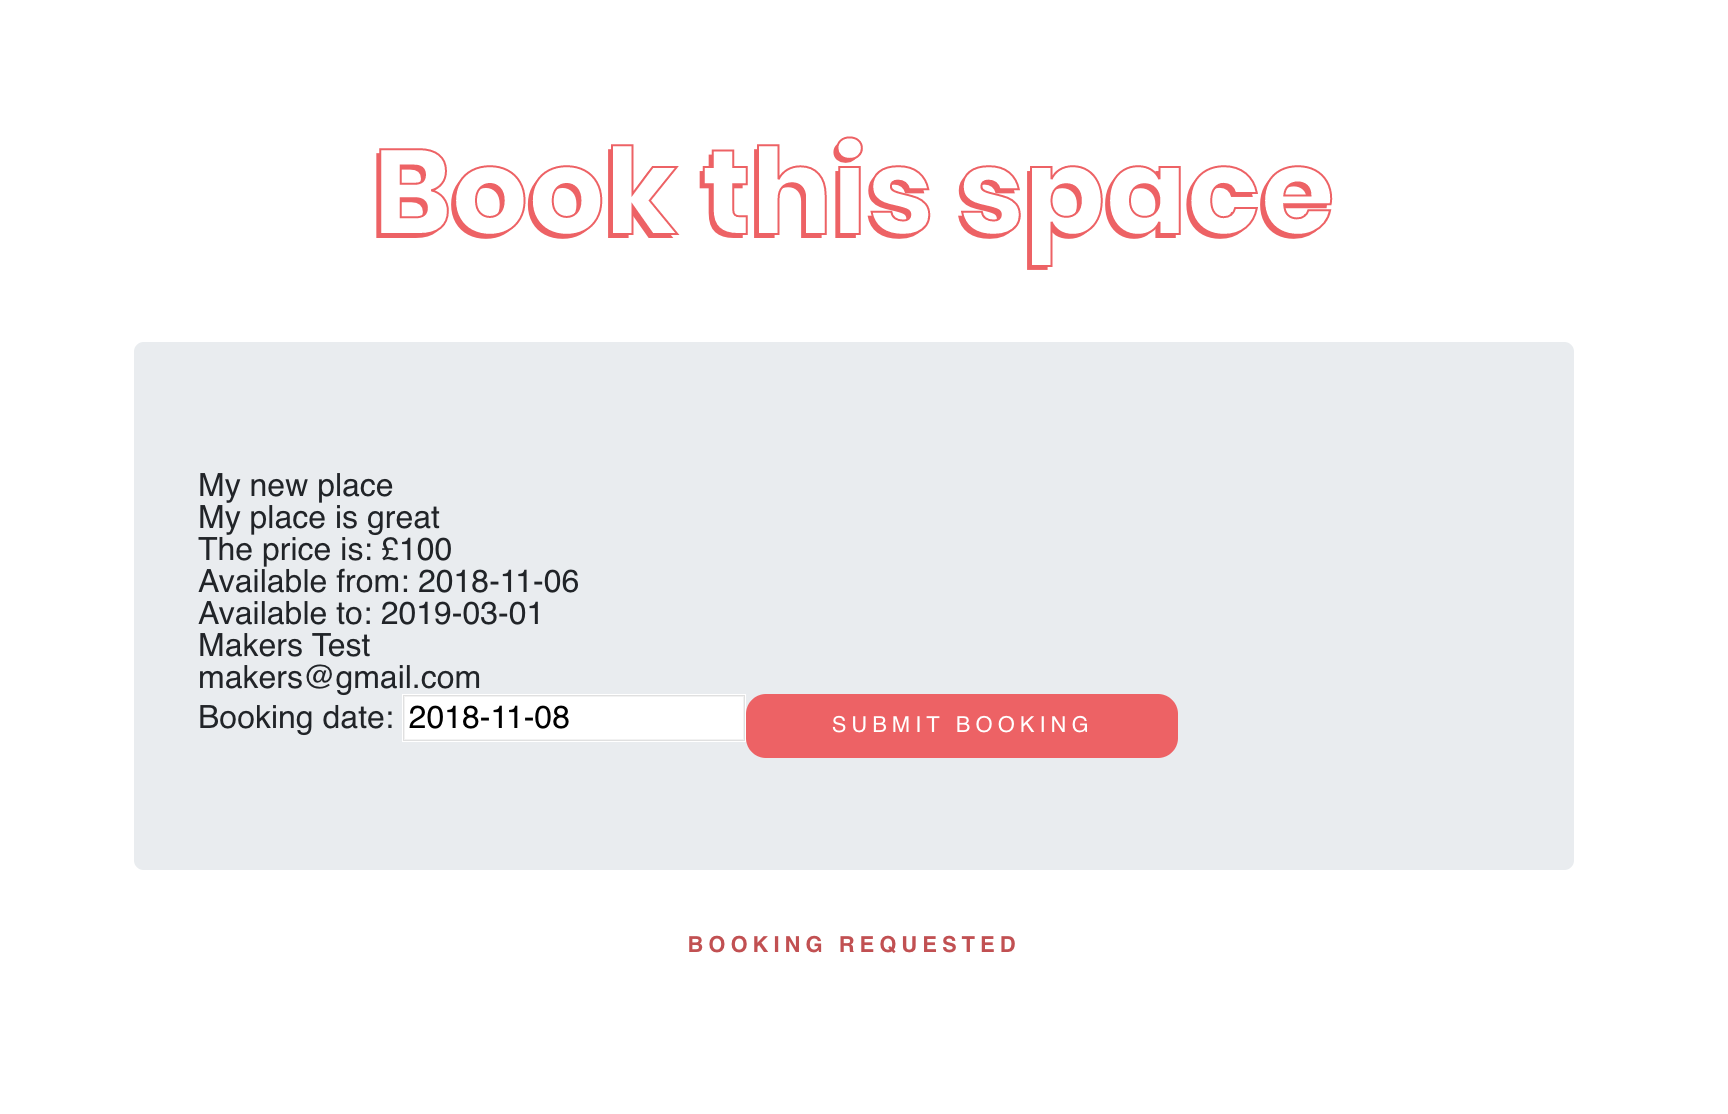 Book this space
My new place
My place is great
The price is: £100
Available from: 2018-11-06
Available to: 2019-03-01
Makers Test
makers@gmail.com
Booking date: 2018-11-08 SUBMIT BOOKING
BOOKING REQUESTED